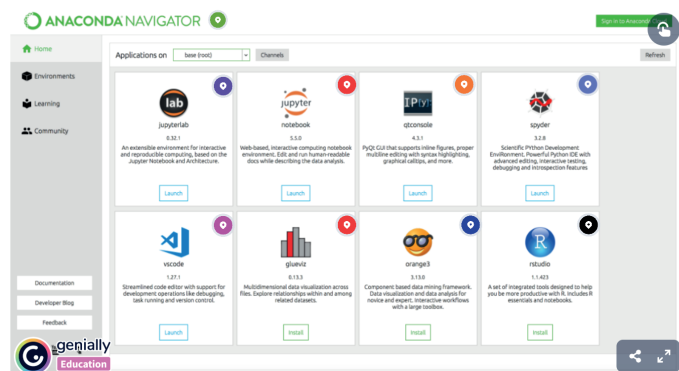 ANACONDA NAVIGATOR
Sign in to Anaconda
Home
Environments
Learning
Community
Applications on
base (root)
Channels
Refresh
lab
jupyterlab
0.32.1
An extensible environment for interactive
and reproducible computing, based on the
Jupyter Notebook and Architecture.
Launch
jupyter
notebook
5.5.0
Web-based, interactive computing notebook
environment. Edit and run human-readable
docs while describing the data analysis.
Launch
IP[y]:
qtconsole
4.3.1
PyQt GUI that supports inline figures, proper
multiline editing with syntax highlighting,
graphical calltips, and more.
Launch
spyder
3.2.8
Scientific PYthon Development
EnviRonment. Powerful Python IDE with
advanced editing, interactive testing,
debugging and introspection features
Launch
vscode
1.27.1
Streamlined code editor with support for
development operations like debugging,
task running and version control.
Launch
glueviz
0.13.3
Multidimensional data visualization across
files. Explore relationships within and among
related datasets.
Install
orange3
3.13.0
Component based data mining framework.
Data visualization and data analysis for
novice and expert. Interactive workflows
with a large toolbox.
Install
R
rstudio
1.1.423
A set of integrated tools designed to help
you be more productive with R. Includes R
essentials and notebooks.
Install
Documentation
Developer Blog
Feedback
genially
Education